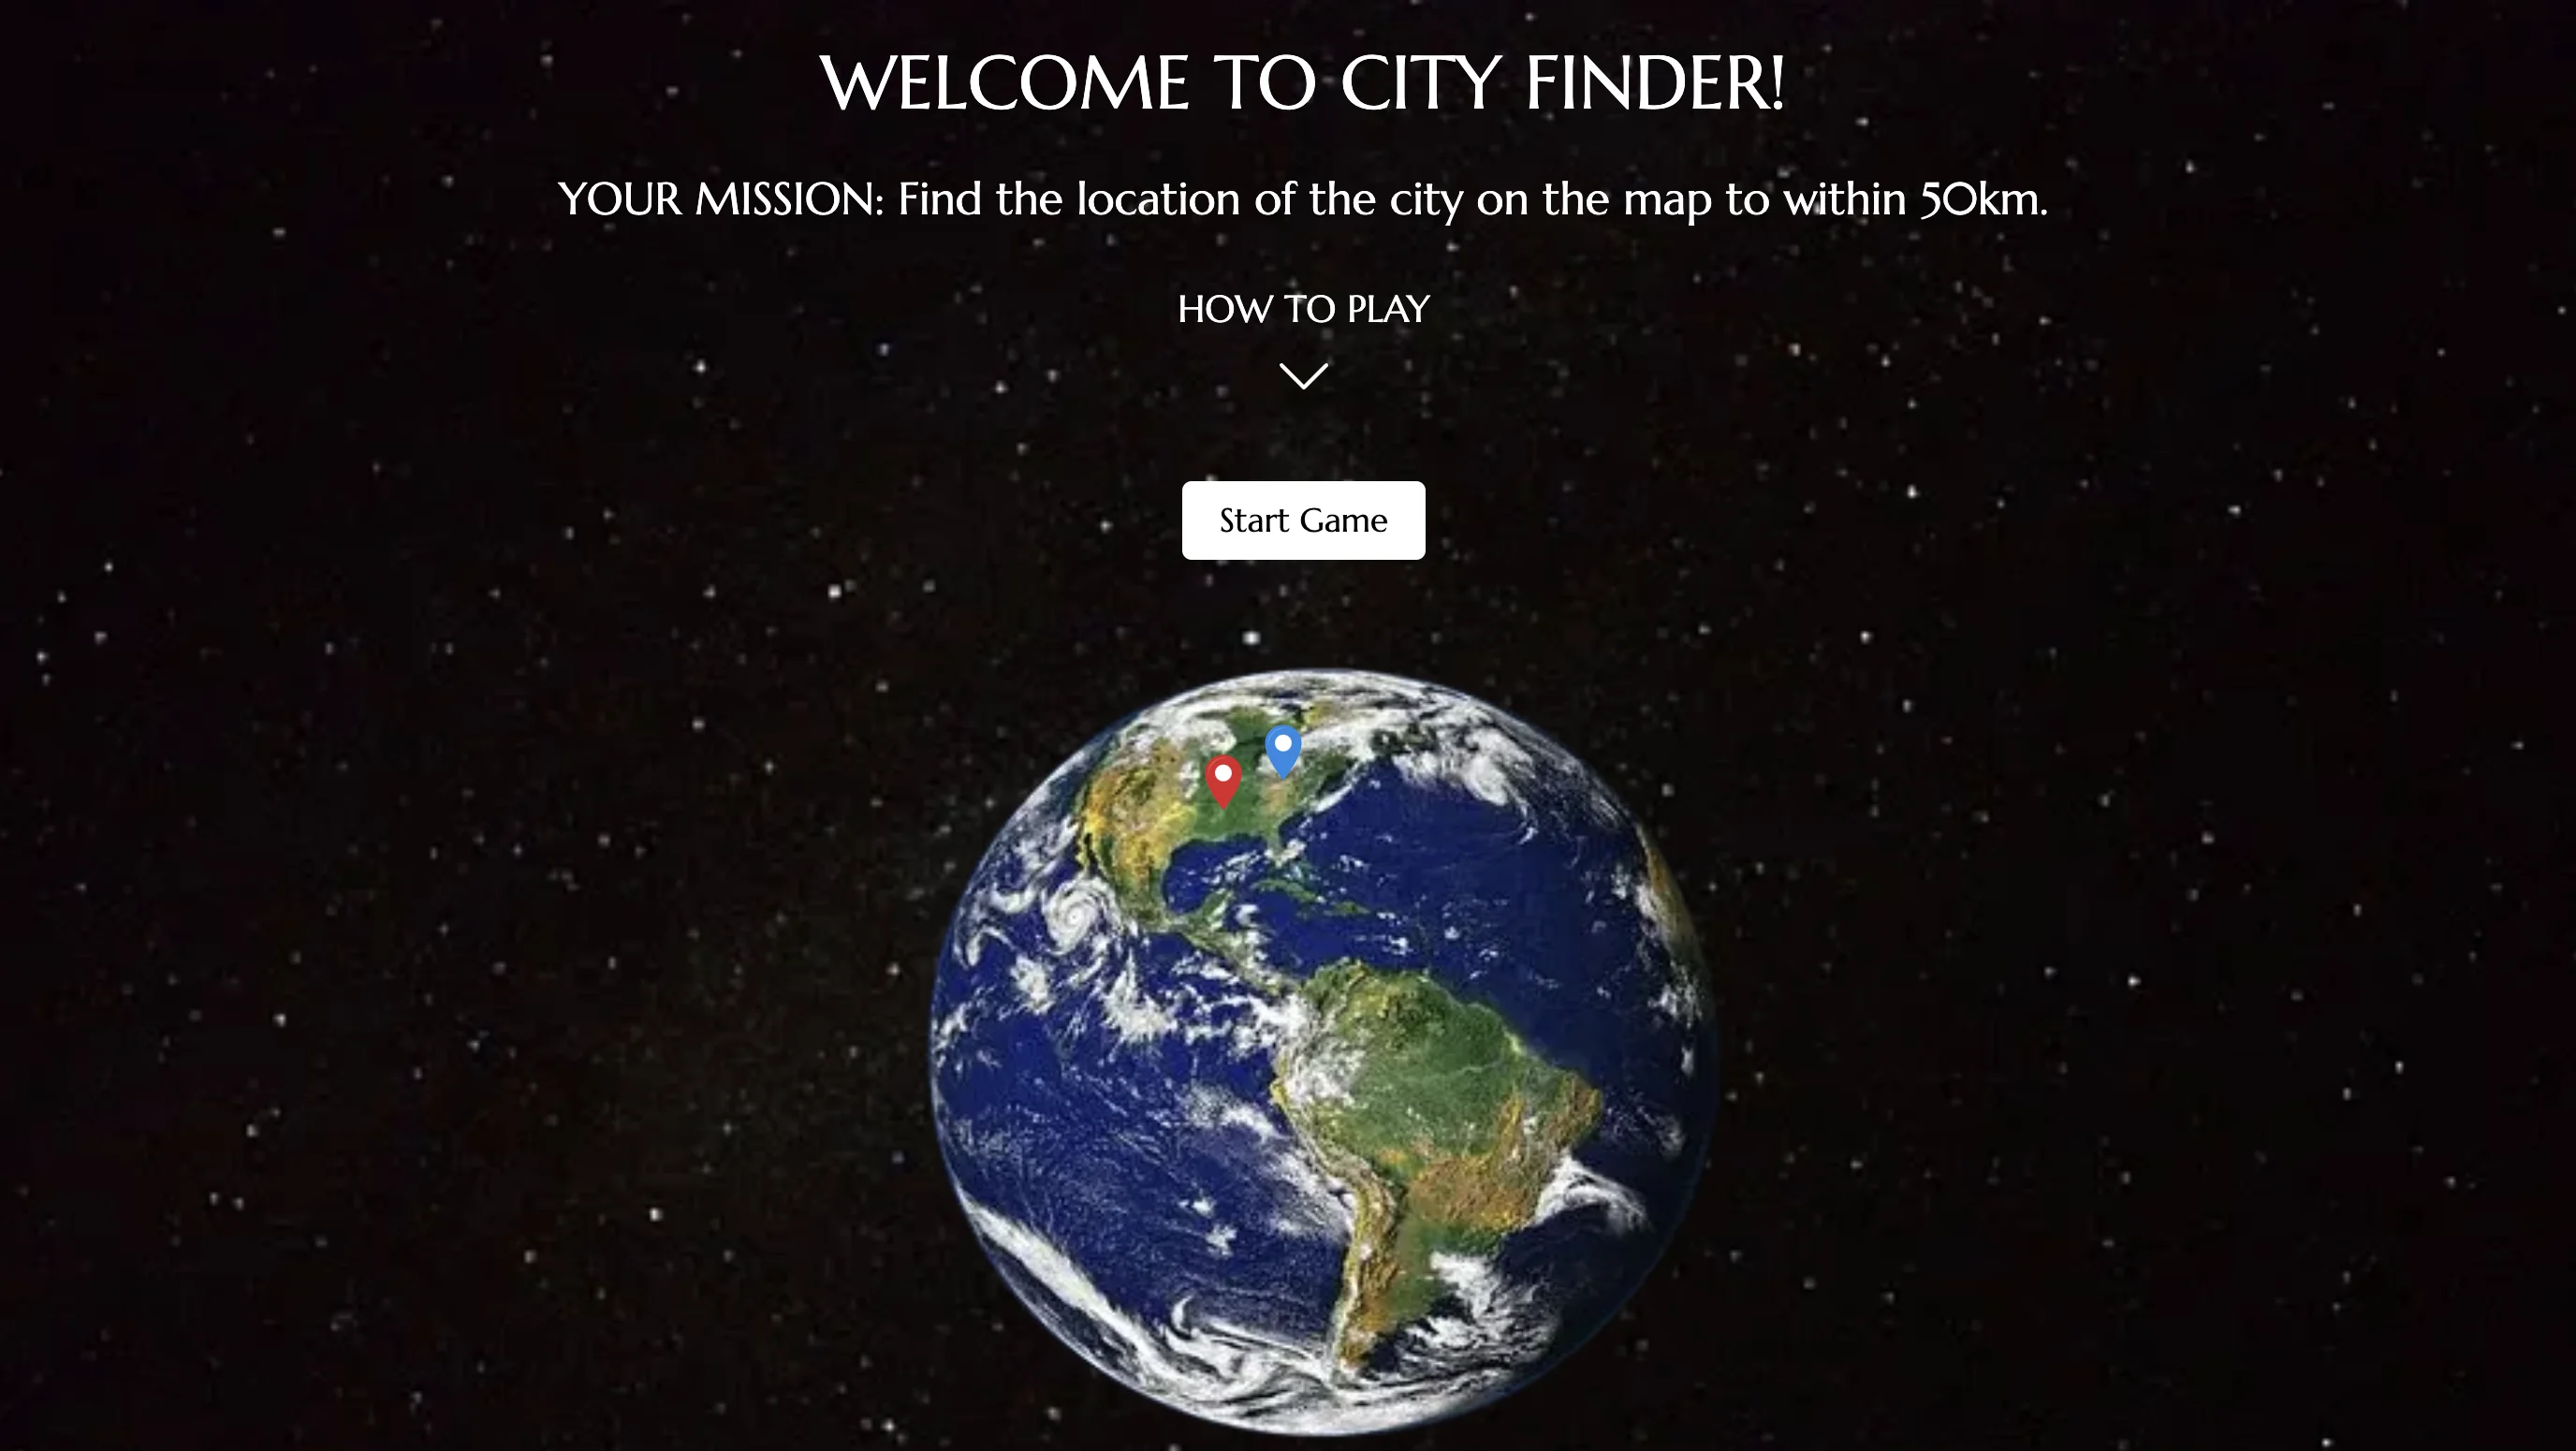 WELCOME TO CITY FINDER!
YOUR MISSION: Find the location of the city on the map to within 50km.
HOW TO PLAY
Start Game